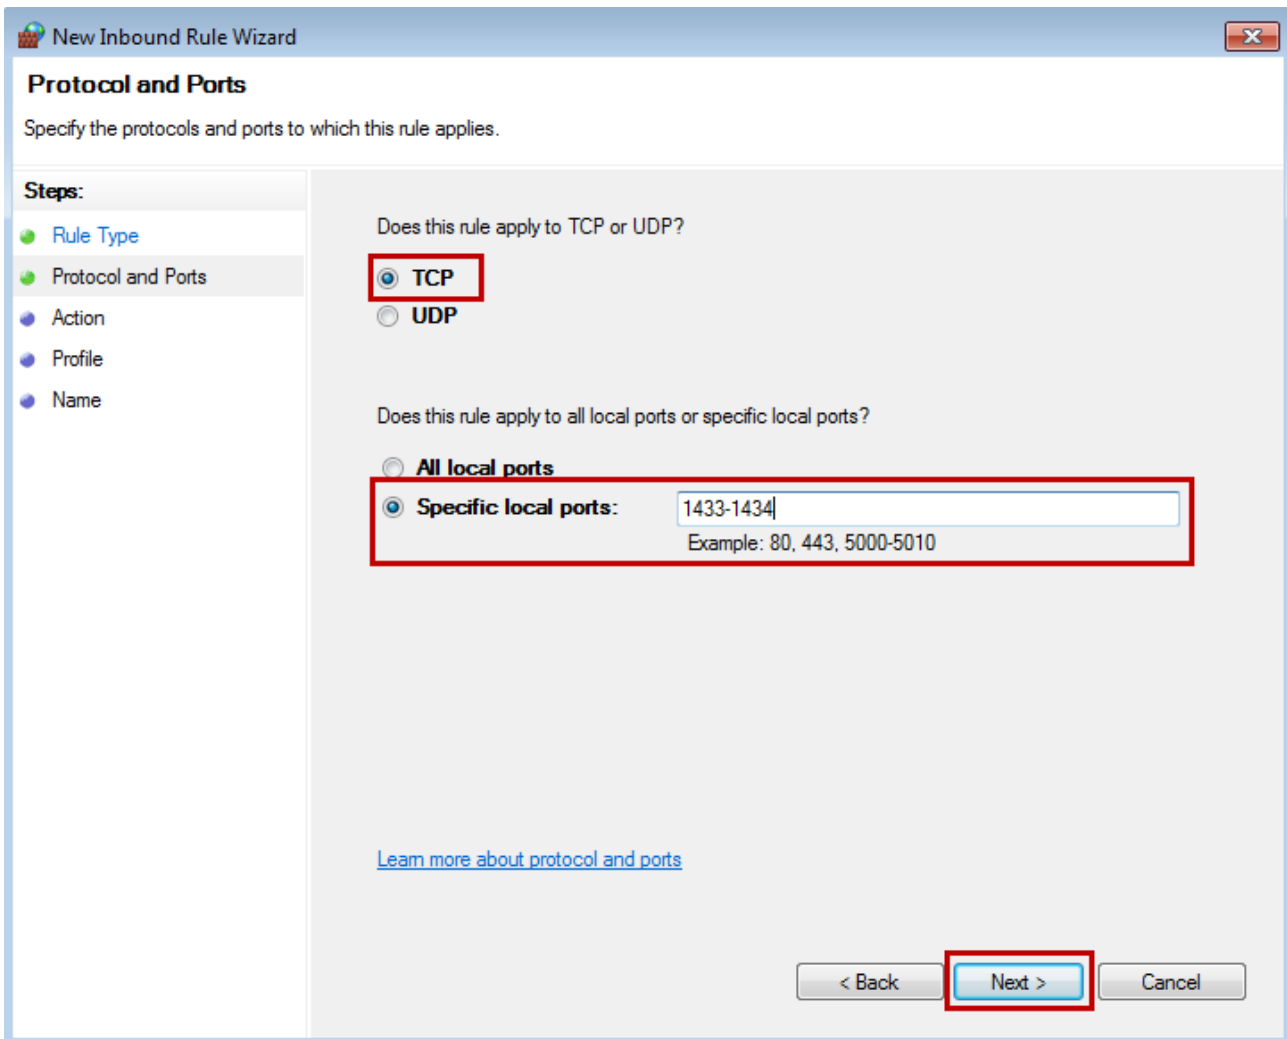 New Inbound Rule Wizard
Protocol and Ports
Specify the protocols and ports to which this rule applies.
Steps:
Rule Type
Protocol and Ports
Action
Profile
Name
Does this rule apply to TCP or UDP?
TCP
UDP
Does this rule apply to all local ports or specific local ports?
All local ports
Specific local ports: 1433-1434
Example: 80, 443, 5000-5010
Learn more about protocol and ports
< Back Next > Cancel